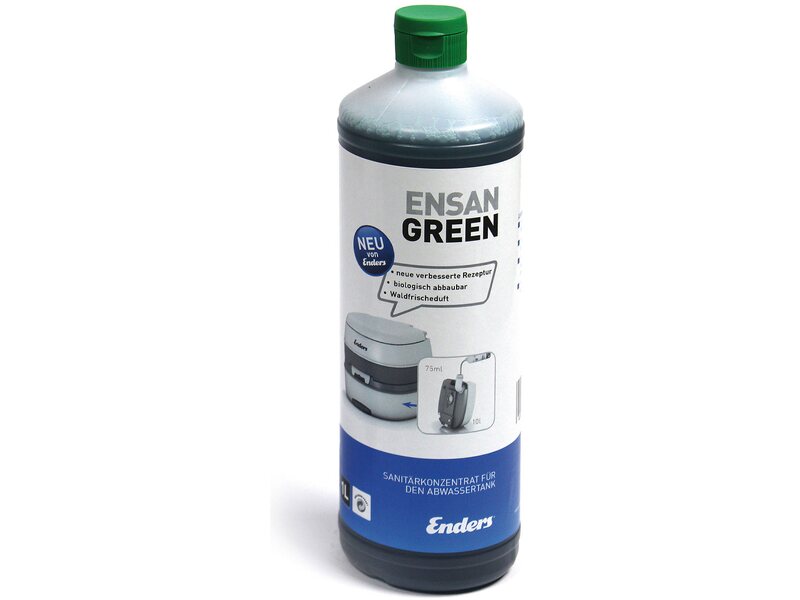 ENSAN
GREEN
NEU
von
Enders
• neue verbesserte Rezeptur
• biologisch abbaubar
• Waldfrischeduft
Enders
75ml
10l
SANITÄRKONZENTRAT FÜR
DEN ABWASSERTANK
1L
Enders